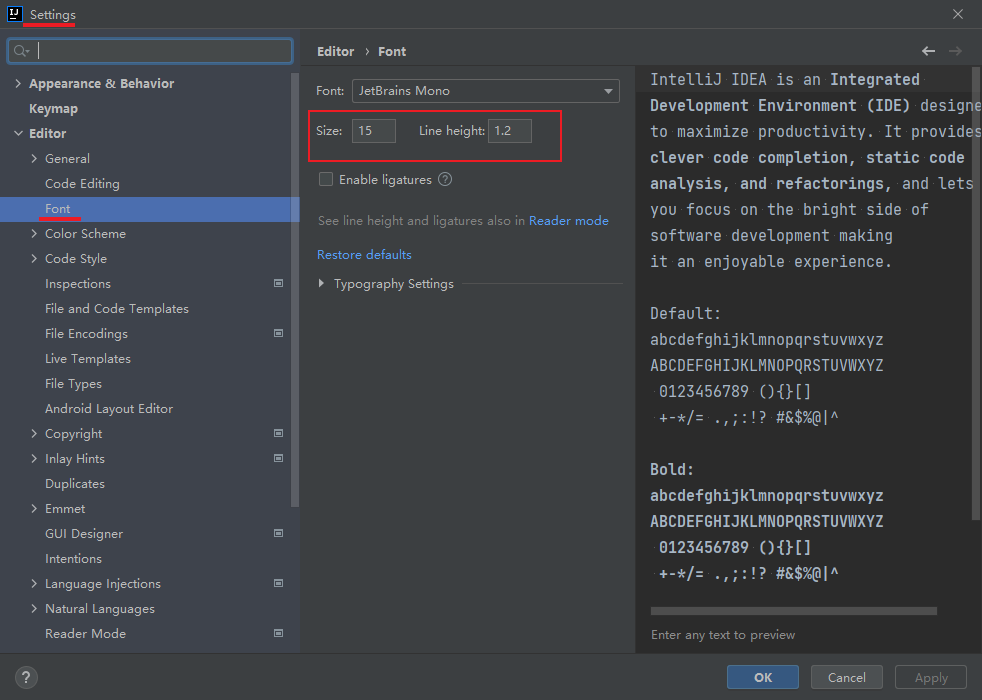 IJ Settings
Appearance & Behavior
Keymap
Editor
General
Code Editing
Font
Color Scheme
Code Style
Inspections
File and Code Templates
File Encodings
Live Templates
File Types
Android Layout Editor
Copyright
Inlay Hints
Duplicates
Emmet
GUI Designer
Intentions
Language Injections
Natural Languages
Reader Mode
?
Editor › Font
Font: JetBrains Mono
Size: 15 Line height: 1.2
Enable ligatures ?
See line height and ligatures also in Reader mode
Restore defaults
Typography Settings
IntelliJ IDEA is an Integrated
Development Environment (IDE) designe
to maximize productivity. It provides
clever code completion, static code
analysis, and refactorings, and lets
you focus on the bright side of
software development making
it an enjoyable experience.
Default:
abcdefghijklmnopqrstuvwxyz
ABCDEFGHIJKLMNOPQRSTUVWXYZ
0123456789 (){}[]
+-*/= .,;:!? #&$%@|^
Bold:
abcdefghijklmnopqrstuvwxyz
ABCDEFGHIJKLMNOPQRSTUVWXYZ
0123456789 (){}[]
+-*/= .,;:!? #&$%@|^
Enter any text to preview
OK Cancel Apply